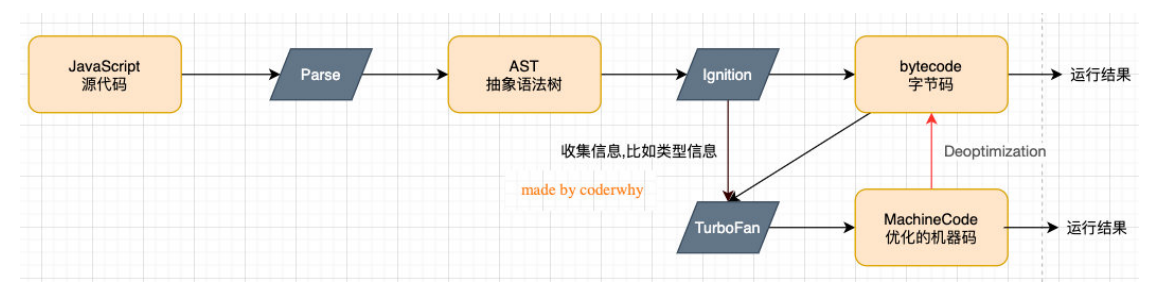 JavaScript
源代码
Parse
AST
抽象语法树
Ignition
bytecode
字节码
运行结果
收集信息,比如类型信息
Deoptimization
made by coderwhy
TurboFan
MachineCode
优化的机器码
运行结果